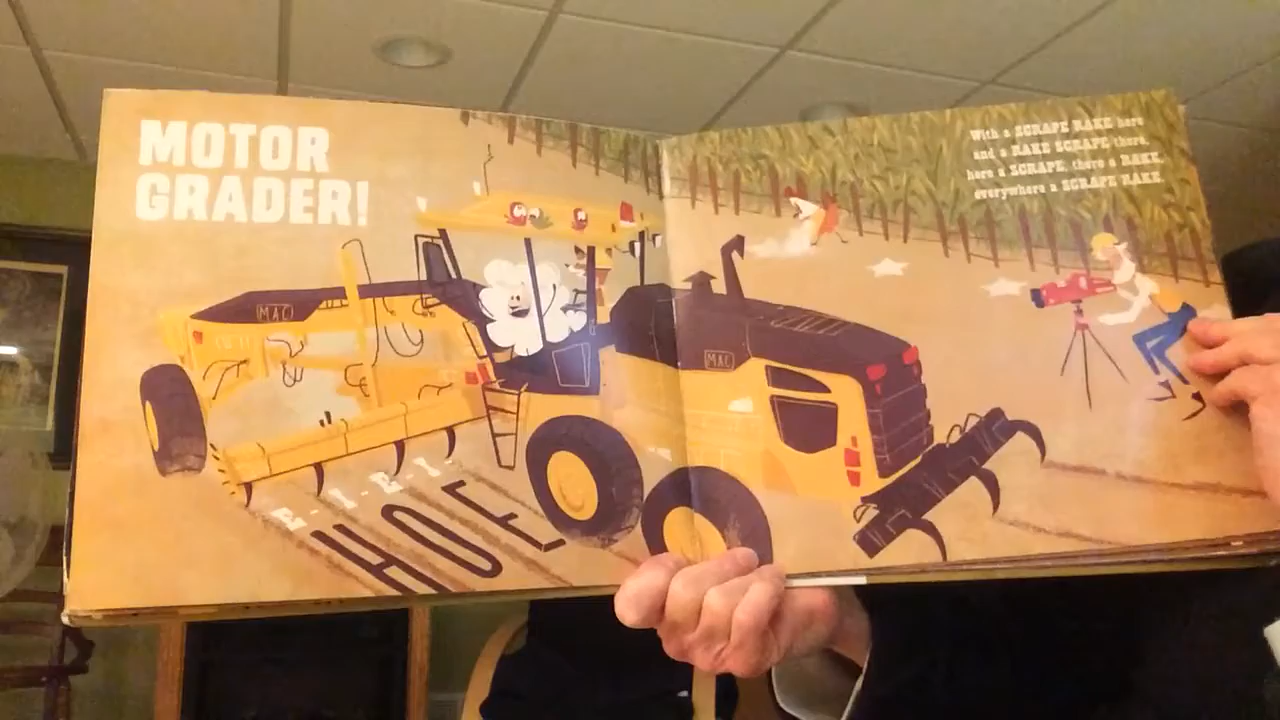 MOTOR
GRADER!
With a SCRAPE RAKE here
and a RAKE SCRAPE there,
here a SCRAPE, there a RAKE,
everywhere a SCRAPE RAKE.
MAC
MAC
E-I-E-I-
HOE